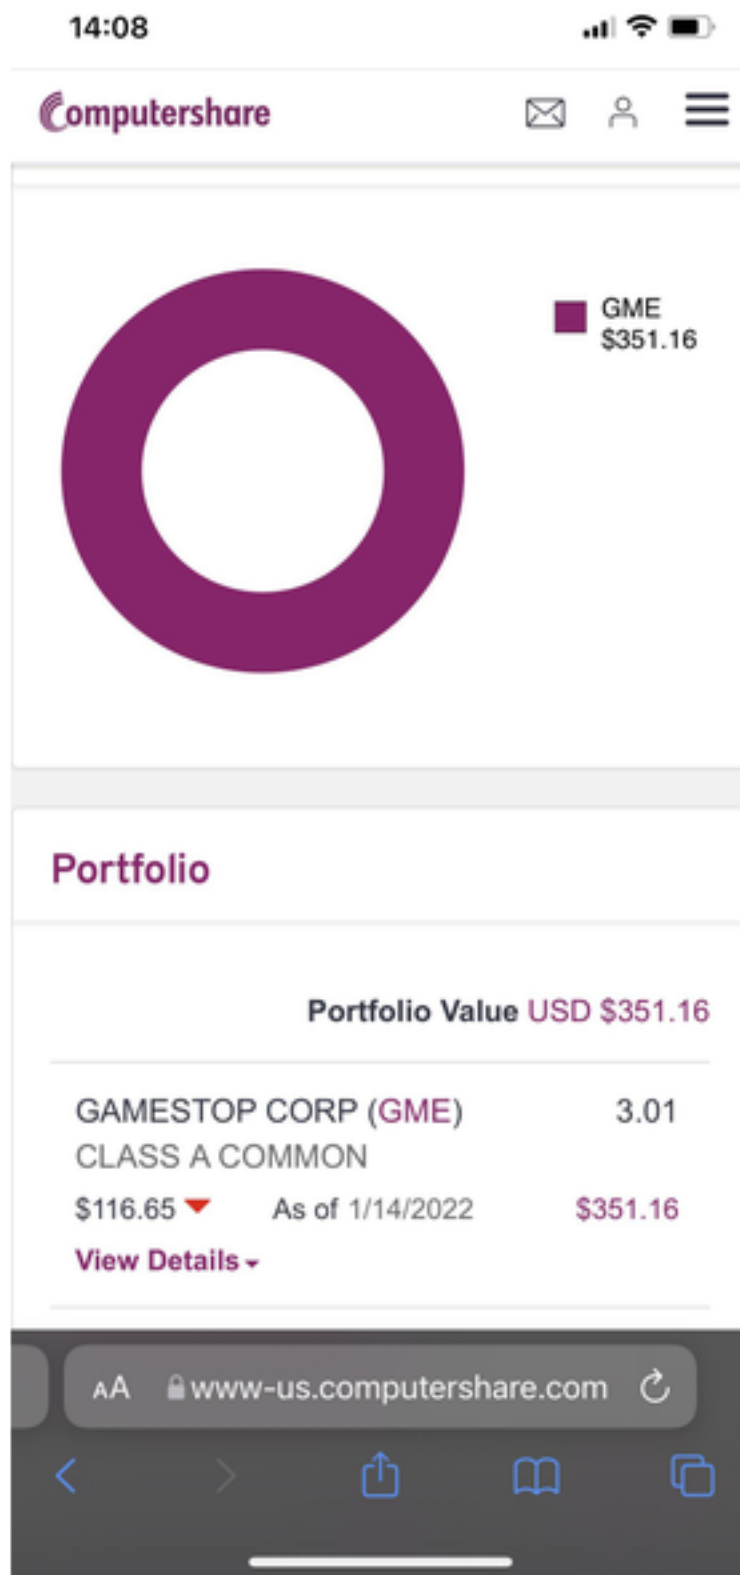 14:08
Computershare
GME
$351.16
Portfolio
Portfolio Value USD $351.16
GAMESTOP CORP (GME) 3.01
CLASS A COMMON
$116.65 As of 1/14/2022 $351.16
View Details
AA www-us.computershare.com